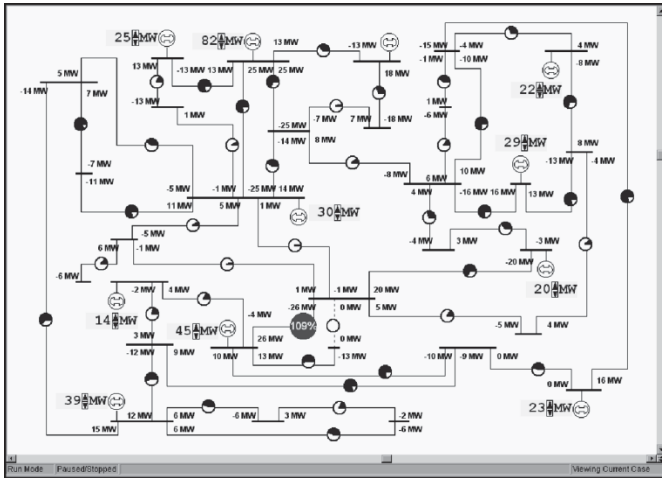 25 MW
82 MW
13 MW
-13 MW
-15 MW
-4 MW
4 MW
-1 MW
-10 MW
-8 MW
5 MW
13 MW
-13 MW
13 MW
25 MW
25 MW
18 MW
-14 MW
7 MW
22 MW
-13 MW
1 MW
1 MW
-6 MW
-25 MW
-7 MW
7 MW
-18 MW
-14 MW
8 MW
29 MW
8 MW
-13 MW
-4 MW
-7 MW
-11 MW
-8 MW
6 MW
10 MW
-5 MW
-1 MW
-25 MW
14 MW
4 MW
-16 MW
16 MW
13 MW
11 MW
5 MW
1 MW
30 MW
-5 MW
6 MW
-1 MW
-4 MW
3 MW
-3 MW
-20 MW
-6 MW
-2 MW
4 MW
1 MW
-1 MW
20 MW
20 MW
-26 MW
0 MW
5 MW
14 MW
45 MW
-4 MW
109%
-5 MW
4 MW
3 MW
26 MW
0 MW
-12 MW
9 MW
10 MW
13 MW
-13 MW
-10 MW
-9 MW
0 MW
39 MW
0 MW
16 MW
12 MW
6 MW
-6 MW
3 MW
-2 MW
23 MW
15 MW
6 MW
-6 MW
Run Mode
Paused/Stopped
Viewing Current Case